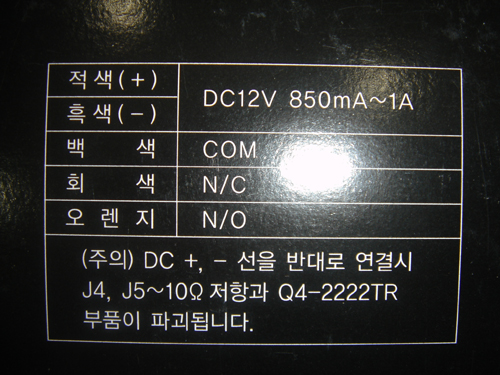 적색(+)
DC12V 850mA~1A
흑색(-)
백 색 COM
회 색 N/C
오 렌 지 N/O
(주의) DC +, - 선을 반대로 연결시
J4, J5~10Ω 저항과 Q4-2222TR
부품이 파괴됩니다.